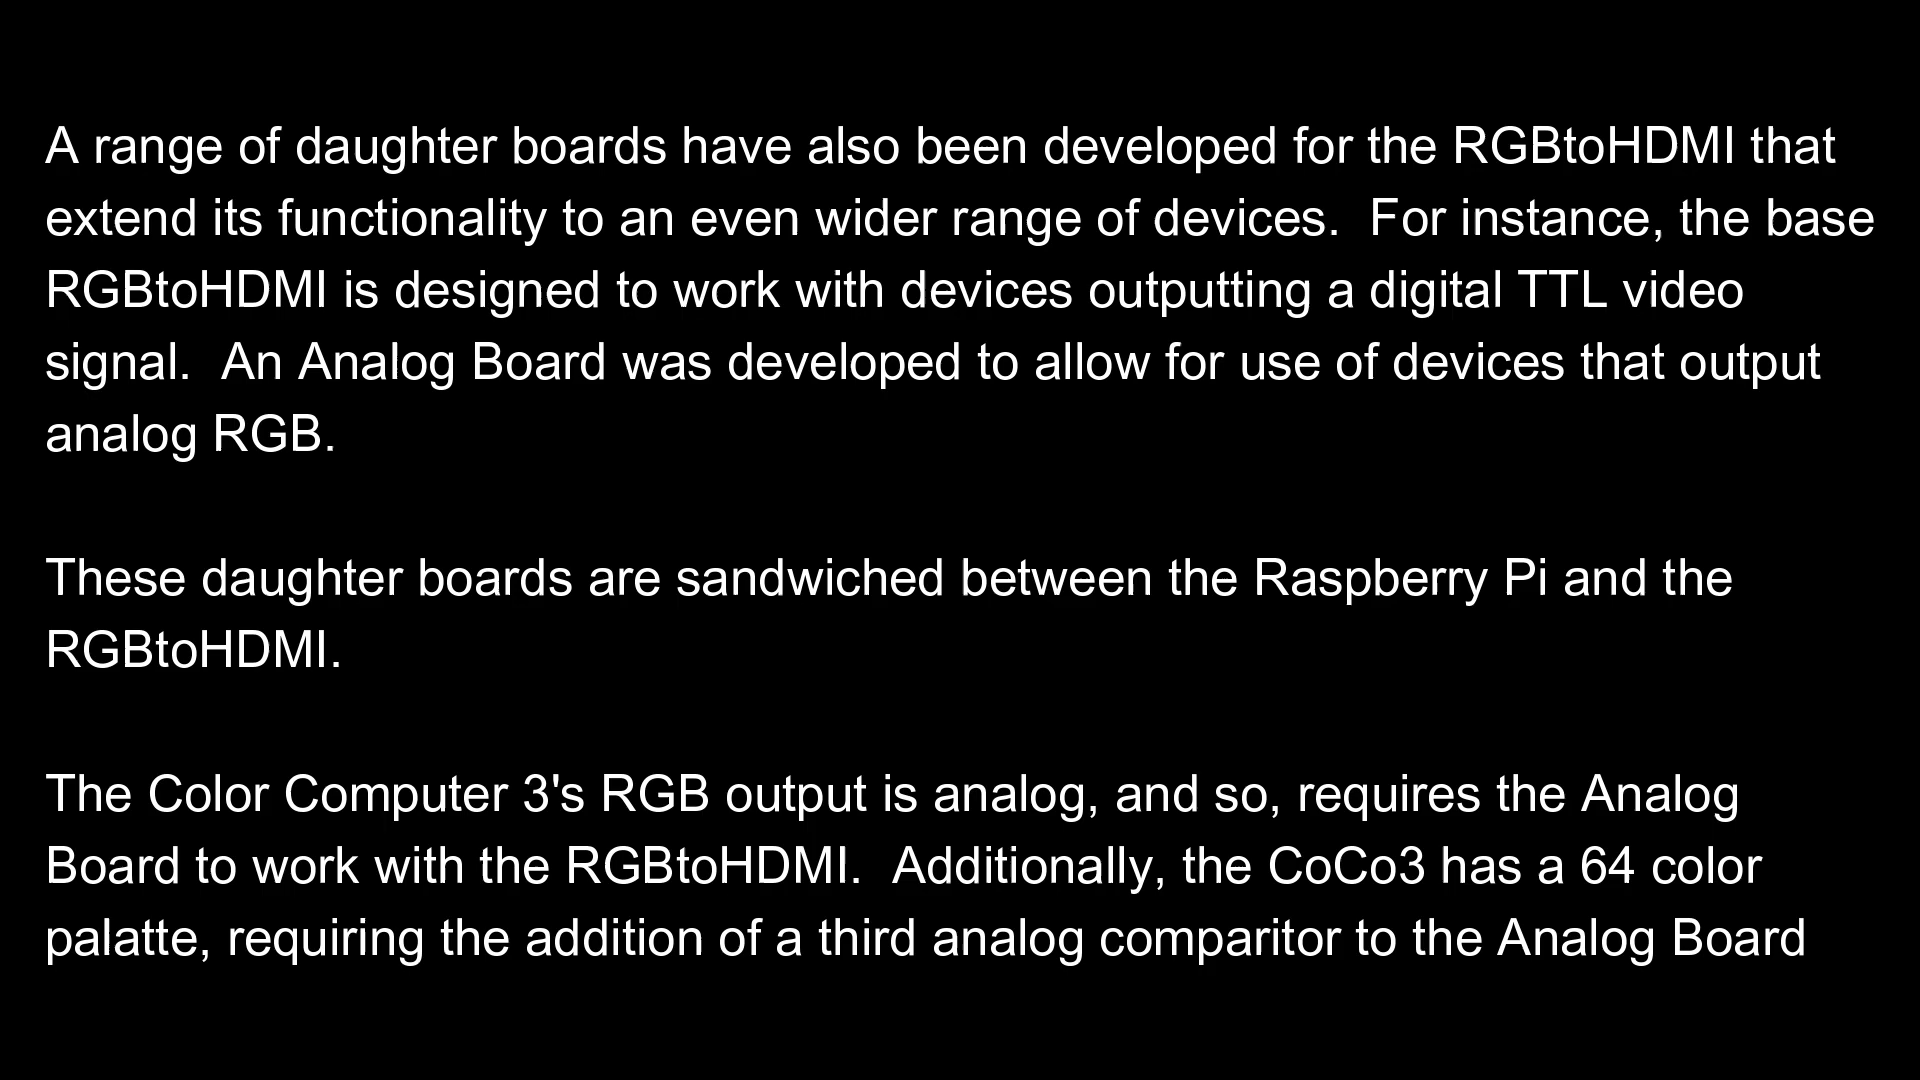 A range of daughter boards have also been developed for the RGBtoHDMI that
extend its functionality to an even wider range of devices.  For instance, the base
RGBtoHDMI is designed to work with devices outputting a digital TTL video
signal.  An Analog Board was developed to allow for use of devices that output
analog RGB.
These daughter boards are sandwiched between the Raspberry Pi and the
RGBtoHDMI.
The Color Computer 3's RGB output is analog, and so, requires the Analog
Board to work with the RGBtoHDMI.  Additionally, the CoCo3 has a 64 color
palatte, requiring the addition of a third analog comparitor to the Analog Board